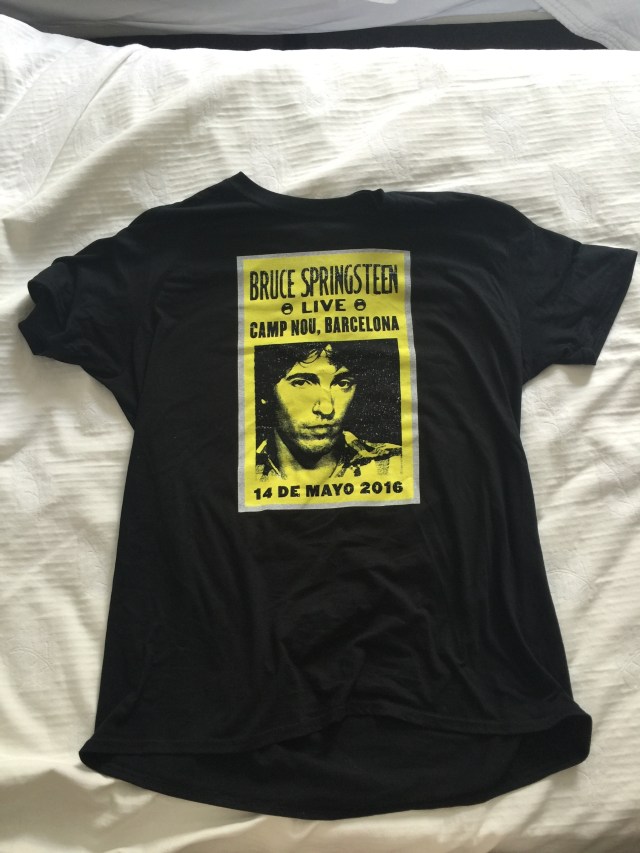 BRUCE SPRINGSTEEN
LIVE
CAMP NOU, BARCELONA
14 DE MAYO 2016